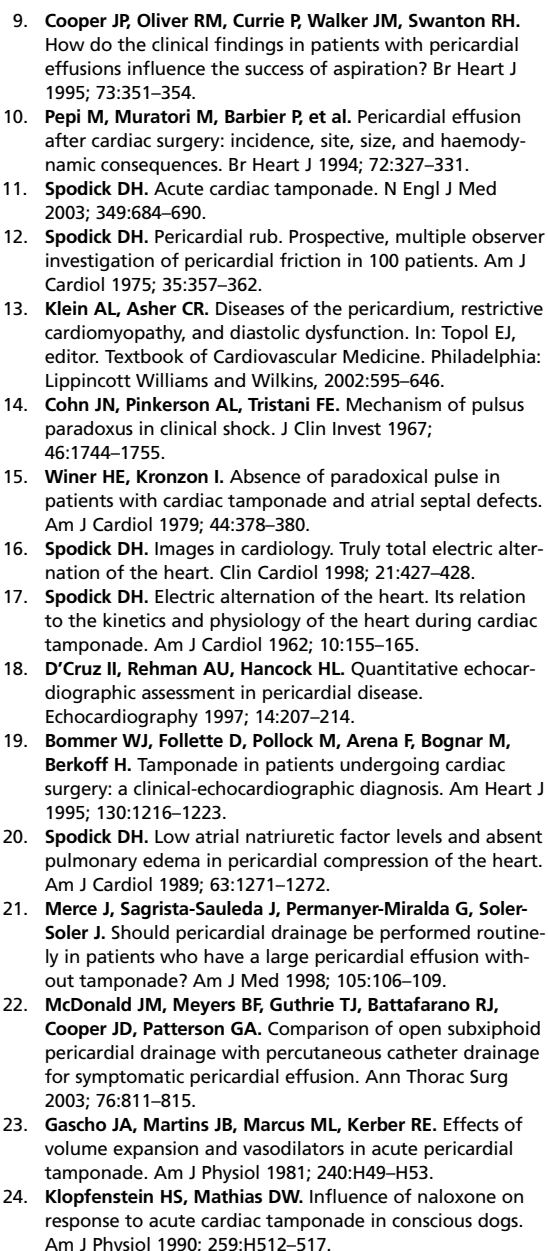 9. Cooper JP, Oliver RM, Currie P, Walker JM, Swanton RH.
How do the clinical findings in patients with pericardial
effusions influence the success of aspiration? Br Heart J
1995; 73:351–354.
10. Pepi M, Muratori M, Barbier P, et al. Pericardial effusion
after cardiac surgery: incidence, site, size, and haemody-
namic consequences. Br Heart J 1994; 72:327–331.
11. Spodick DH. Acute cardiac tamponade. N Engl J Med
2003; 349:684–690.
12. Spodick DH. Pericardial rub. Prospective, multiple observer
investigation of pericardial friction in 100 patients. Am J
Cardiol 1975; 35:357–362.
13. Klein AL, Asher CR. Diseases of the pericardium, restrictive
cardiomyopathy, and diastolic dysfunction. In: Topol EJ,
editor. Textbook of Cardiovascular Medicine. Philadelphia:
Lippincott Williams and Wilkins, 2002:595–646.
14. Cohn JN, Pinkerson AL, Tristani FE. Mechanism of pulsus
paradoxus in clinical shock. J Clin Invest 1967;
46:1744–1755.
15. Winer HE, Kronzon I. Absence of paradoxical pulse in
patients with cardiac tamponade and atrial septal defects.
Am J Cardiol 1979; 44:378–380.
16. Spodick DH. Images in cardiology. Truly total electric alter-
nation of the heart. Clin Cardiol 1998; 21:427–428.
17. Spodick DH. Electric alternation of the heart. Its relation
to the kinetics and physiology of the heart during cardiac
tamponade. Am J Cardiol 1962; 10:155–165.
18. D’Cruz II, Rehman AU, Hancock HL. Quantitative echocar-
diographic assessment in pericardial disease.
Echocardiography 1997; 14:207–214.
19. Bommer WJ, Follette D, Pollock M, Arena F, Bognar M,
Berkoff H. Tamponade in patients undergoing cardiac
surgery: a clinical-echocardiographic diagnosis. Am Heart J
1995; 130:1216–1223.
20. Spodick DH. Low atrial natriuretic factor levels and absent
pulmonary edema in pericardial compression of the heart.
Am J Cardiol 1989; 63:1271–1272.
21. Merce J, Sagrista-Sauleda J, Permanyer-Miralda G, Soler-
Soler J. Should pericardial drainage be performed routine-
ly in patients who have a large pericardial effusion with-
out tamponade? Am J Med 1998; 105:106–109.
22. McDonald JM, Meyers BF, Guthrie TJ, Battafarano RJ,
Cooper JD, Patterson GA. Comparison of open subxiphoid
pericardial drainage with percutaneous catheter drainage
for symptomatic pericardial effusion. Ann Thorac Surg
2003; 76:811–815.
23. Gascho JA, Martins JB, Marcus ML, Kerber RE. Effects of
volume expansion and vasodilators in acute pericardial
tamponade. Am J Physiol 1981; 240:H49–H53.
24. Klopfenstein HS, Mathias DW. Influence of naloxone on
response to acute cardiac tamponade in conscious dogs.
Am J Physiol 1990; 259:H512–517.